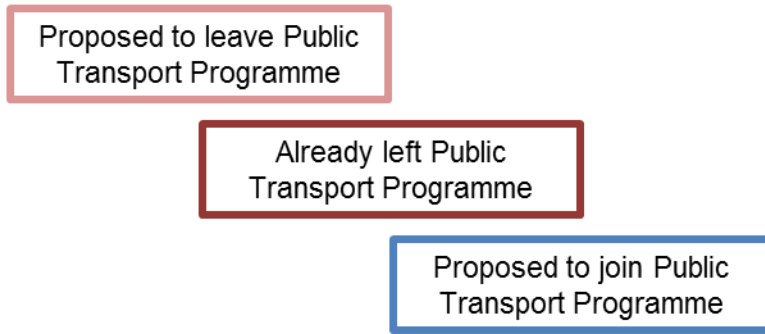 Proposed to leave Public
Transport Programme
Already left Public
Transport Programme
Proposed to join Public
Transport Programme